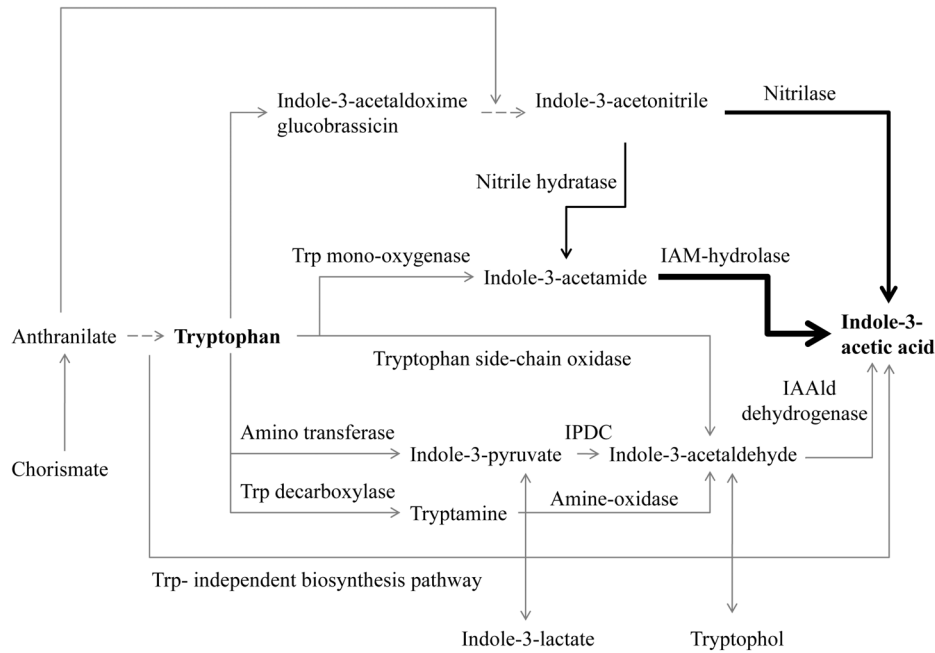 Indole-3-acetaldoxime
glucobrassicin
Indole-3-acetonitrile
Nitrilase
Nitrile hydratase
Trp mono-oxygenase
Indole-3-acetamide
IAM-hydrolase
Anthranilate
Tryptophan
Indole-3-
acetic acid
Tryptophan side-chain oxidase
IAAld
dehydrogenase
Amino transferase
IPDC
Chorismate
Indole-3-pyruvate
Indole-3-acetaldehyde
Trp decarboxylase
Tryptamine
Amine-oxidase
Trp- independent biosynthesis pathway
Indole-3-lactate
Tryptophol